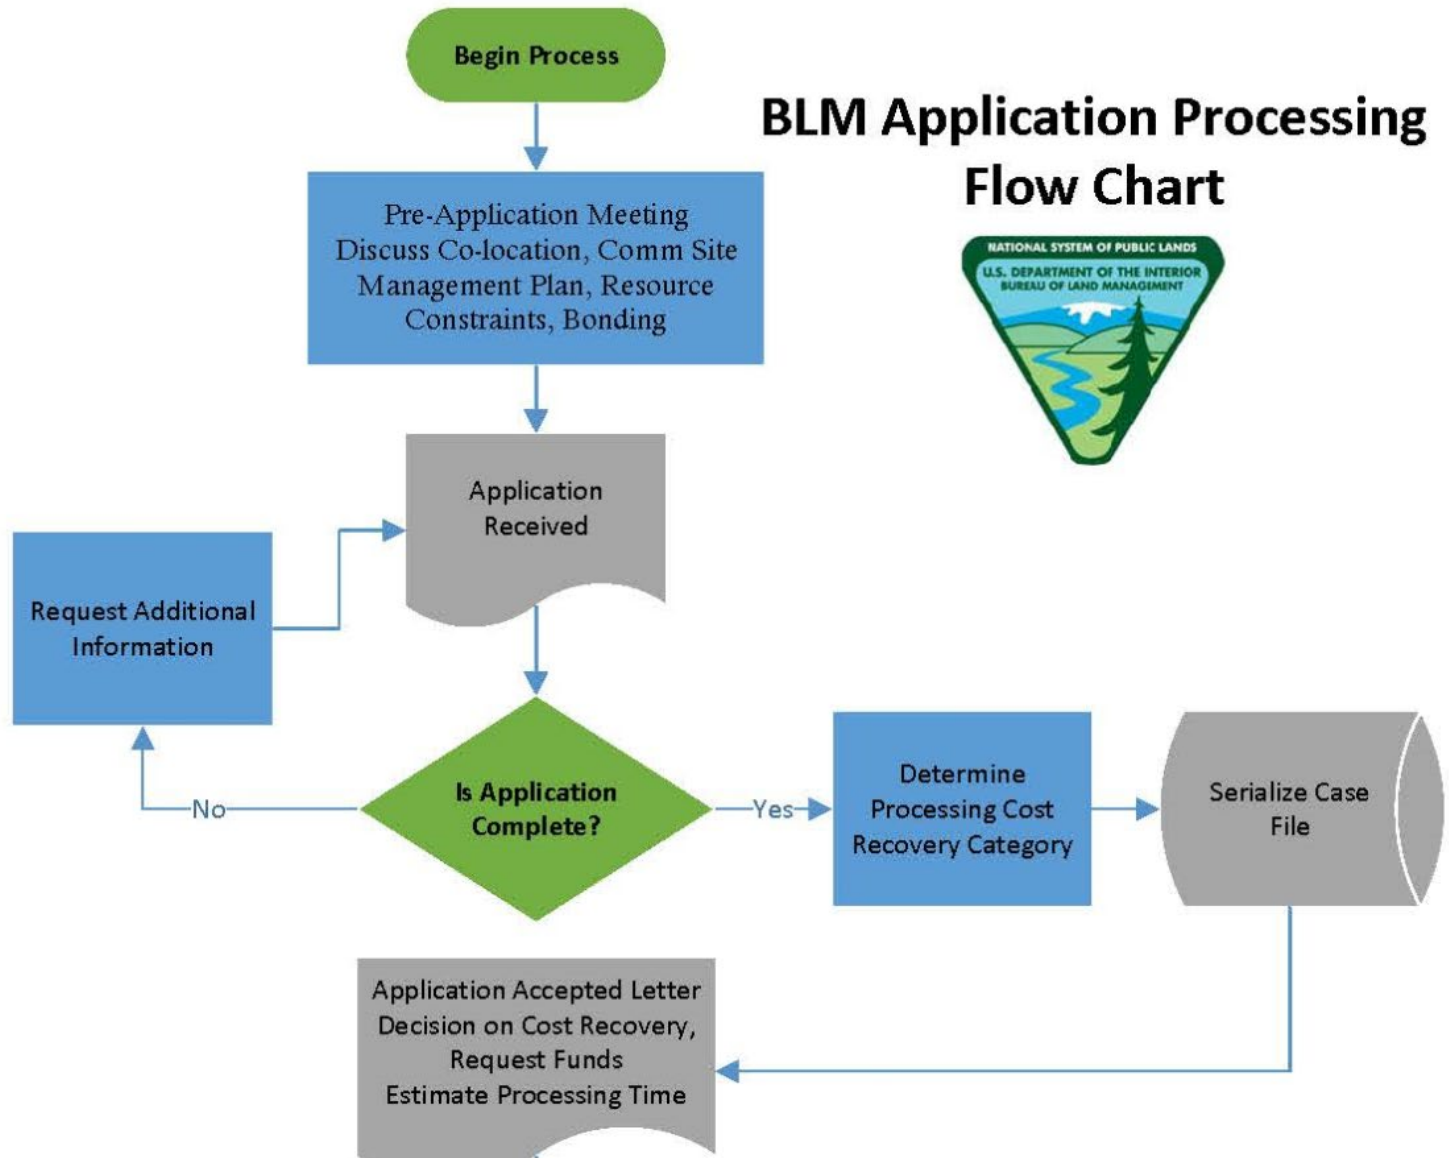 Begin Process
BLM Application Processing
Flow Chart
NATIONAL SYSTEM OF PUBLIC LANDS
U.S. DEPARTMENT OF THE INTERIOR
BUREAU OF LAND MANAGEMENT
Pre-Application Meeting
Discuss Co-location, Comm Site
Management Plan, Resource
Constraints, Bonding
Application
Received
Request Additional
Information
Is Application
Complete?
No
Yes
Determine
Processing Cost
Recovery Category
Serialize Case
File
Application Accepted Letter
Decision on Cost Recovery,
Request Funds
Estimate Processing Time